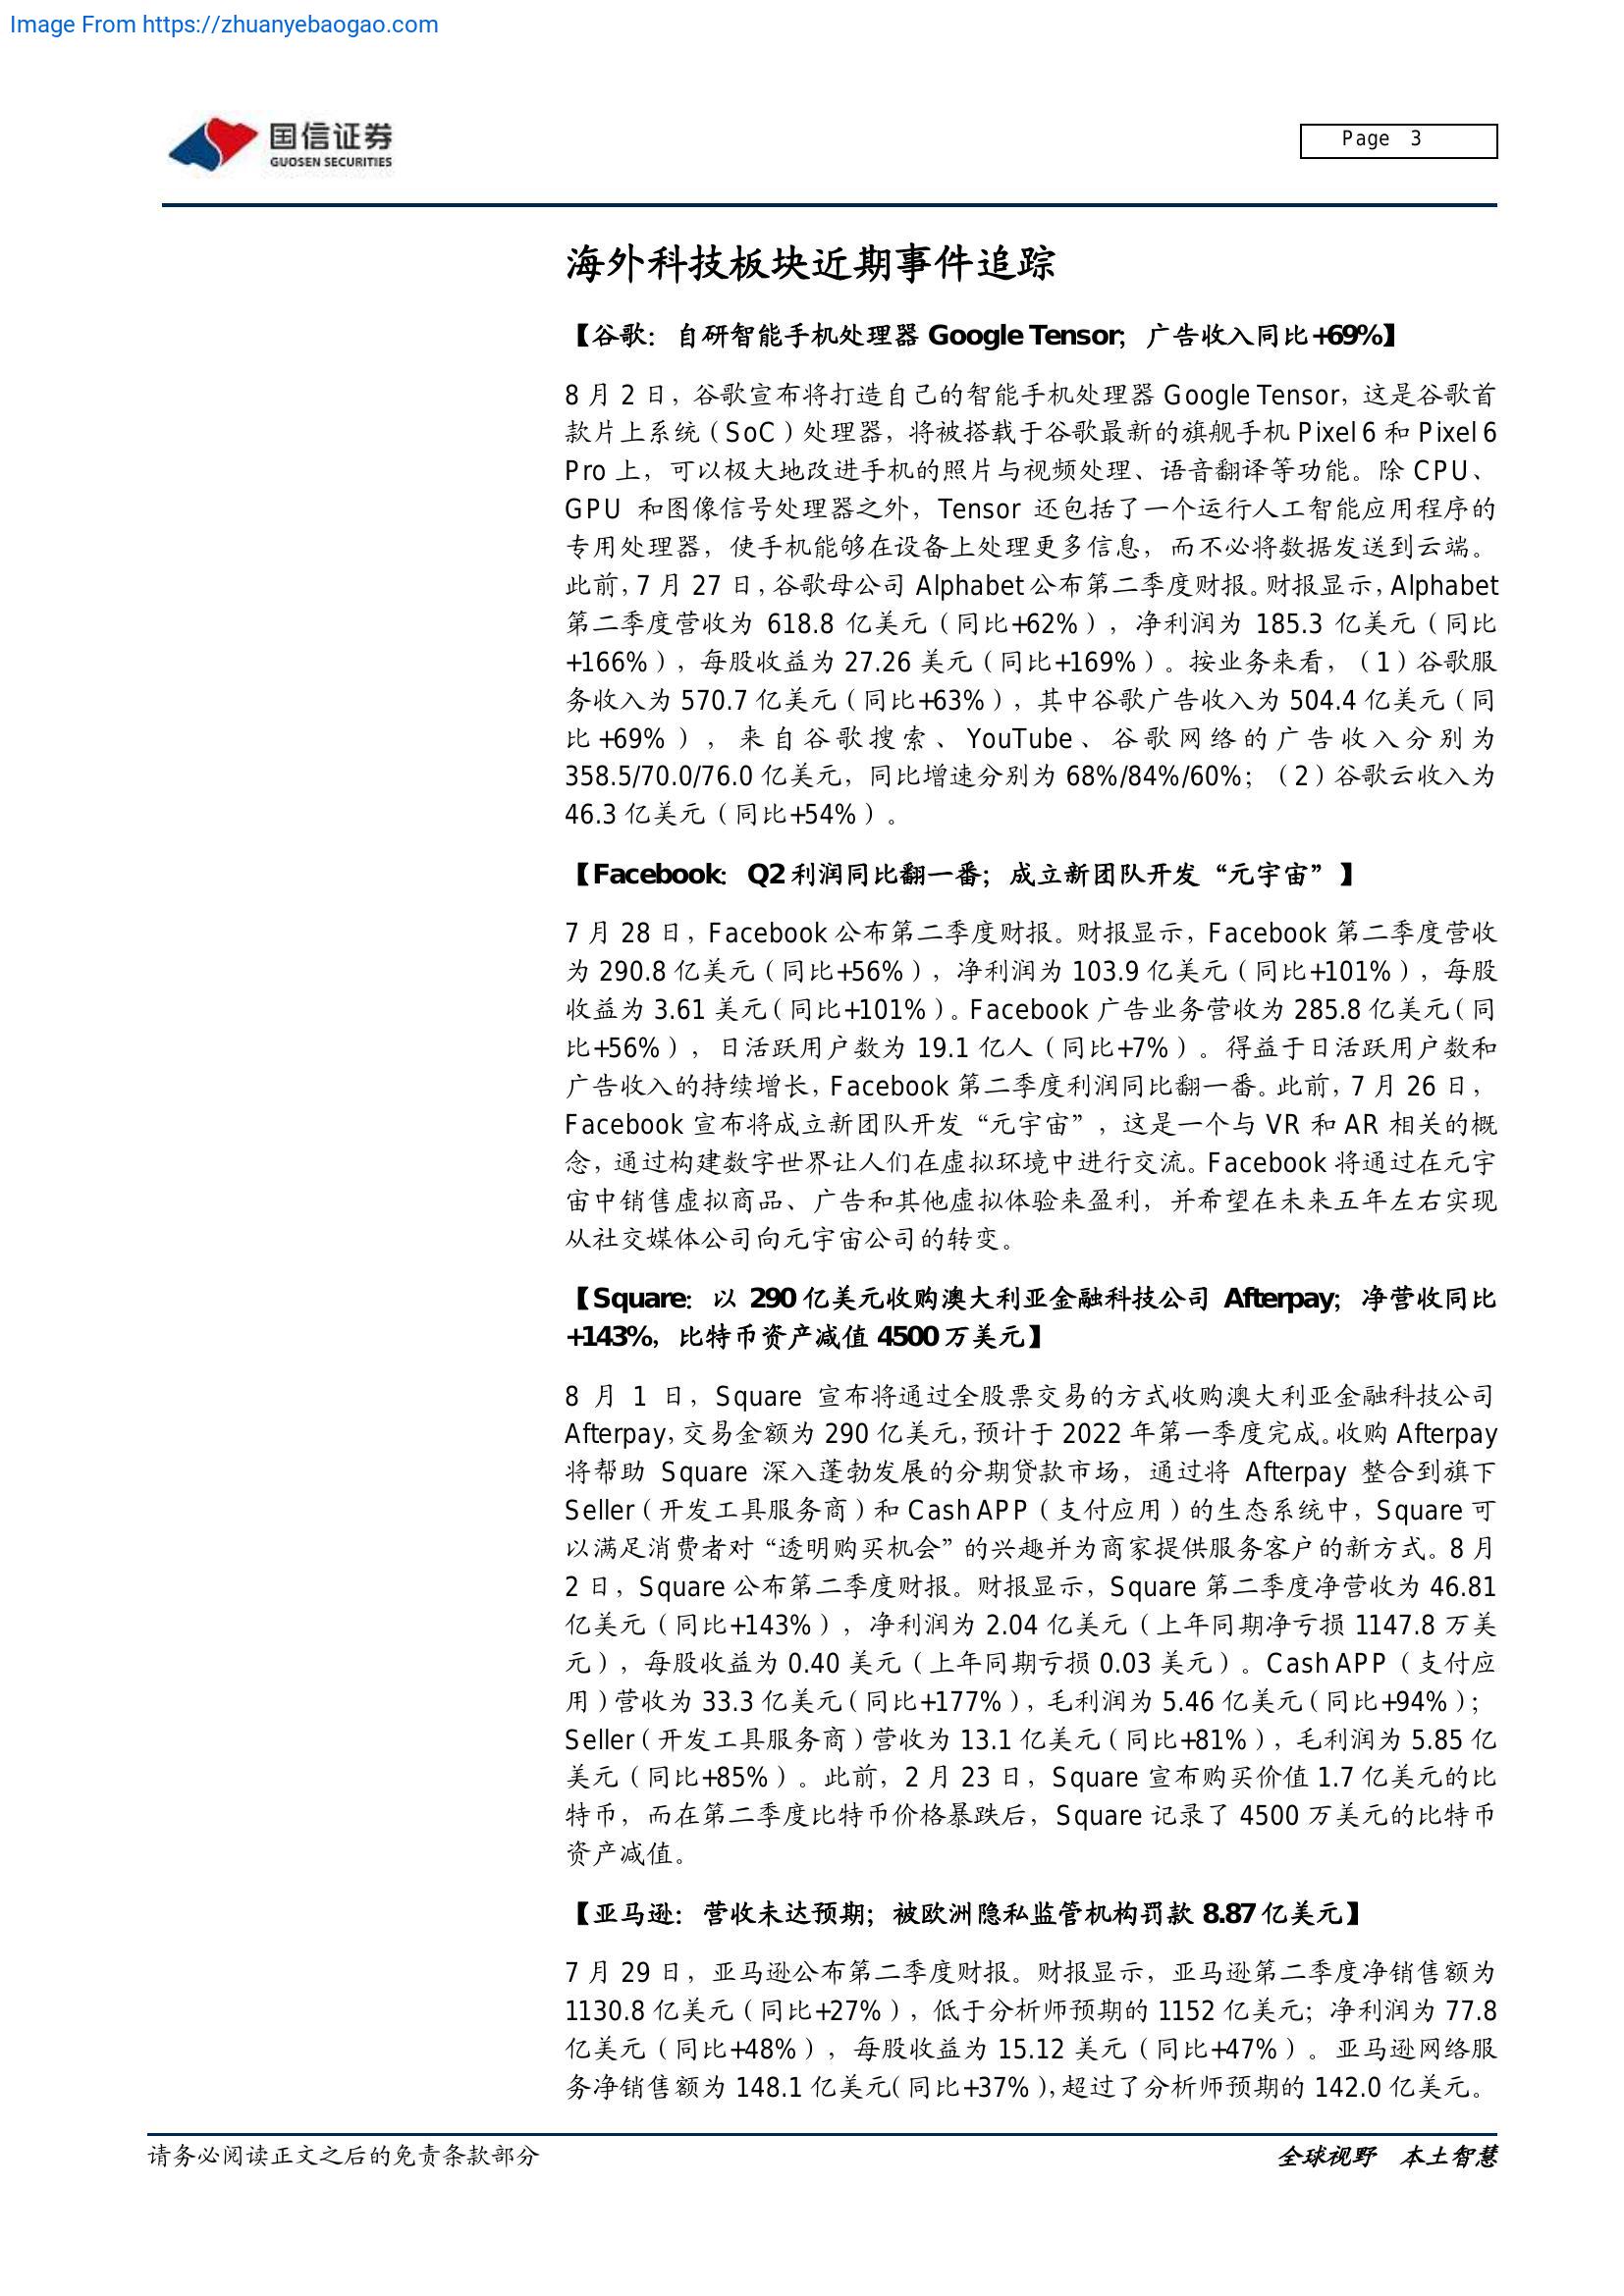 Image From https://zhuanyebaogao.com
国信证券
GUOSEN SECURITIES
Page 3
海外科技板块近期事件追踪
【谷歌：自研智能手机处理器 Google Tensor；广告收入同比+69%】
8 月 2 日，谷歌宣布将打造自己的智能手机处理器 Google Tensor，这是谷歌首
款片上系统（SoC）处理器，将被搭载于谷歌最新的旗舰手机 Pixel 6 和 Pixel 6
Pro 上，可以极大地改进手机的照片与视频处理、语音翻译等功能。除 CPU、
GPU 和图像信号处理器之外，Tensor 还包括了一个运行人工智能应用程序的
专用处理器，使手机能够在设备上处理更多信息，而不必将数据发送到云端。
此前，7 月 27 日，谷歌母公司 Alphabet 公布第二季度财报。财报显示，Alphabet
第二季度营收为 618.8 亿美元（同比+62%），净利润为 185.3 亿美元（同比
+166%），每股收益为 27.26 美元（同比+169%）。按业务来看，（1）谷歌服
务收入为 570.7 亿美元（同比+63%），其中谷歌广告收入为 504.4 亿美元（同
比+69%），来自谷歌搜索、YouTube、谷歌网络的广告收入分别为
358.5/70.0/76.0 亿美元，同比增速分别为 68%/84%/60%；（2）谷歌云收入为
46.3 亿美元（同比+54%）。
【Facebook：Q2 利润同比翻一番；成立新团队开发“元宇宙”】
7 月 28 日，Facebook 公布第二季度财报。财报显示，Facebook 第二季度营收
为 290.8 亿美元（同比+56%），净利润为 103.9 亿美元（同比+101%），每股
收益为 3.61 美元（同比+101%）。Facebook 广告业务营收为 285.8 亿美元（同
比+56%），日活跃用户数为 19.1 亿人（同比+7%）。得益于日活跃用户数和
广告收入的持续增长，Facebook 第二季度利润同比翻一番。此前，7 月 26 日，
Facebook 宣布将成立新团队开发“元宇宙”，这是一个与 VR 和 AR 相关的概
念，通过构建数字世界让人们在虚拟环境中进行交流。Facebook 将通过在元宇
宙中销售虚拟商品、广告和其他虚拟体验来盈利，并希望在未来五年左右实现
从社交媒体公司向元宇宙公司的转变。
【Square：以 290 亿美元收购澳大利亚金融科技公司 Afterpay；净营收同比
+143%，比特币资产减值 4500 万美元】
8 月 1 日，Square 宣布将通过全股票交易的方式收购澳大利亚金融科技公司
Afterpay，交易金额为 290 亿美元，预计于 2022 年第一季度完成。收购 Afterpay
将帮助 Square 深入蓬勃发展的分期贷款市场，通过将 Afterpay 整合到旗下
Seller（开发工具服务商）和 Cash APP（支付应用）的生态系统中，Square 可
以满足消费者对“透明购买机会”的兴趣并为商家提供服务客户的新方式。8 月
2 日，Square 公布第二季度财报。财报显示，Square 第二季度净营收为 46.81
亿美元（同比+143%），净利润为 2.04 亿美元（上年同期净亏损 1147.8 万美
元），每股收益为 0.40 美元（上年同期亏损 0.03 美元）。Cash APP（支付应
用）营收为 33.3 亿美元（同比+177%），毛利润为 5.46 亿美元（同比+94%）；
Seller（开发工具服务商）营收为 13.1 亿美元（同比+81%），毛利润为 5.85 亿
美元（同比+85%）。此前，2 月 23 日，Square 宣布购买价值 1.7 亿美元的比
特币，而在第二季度比特币价格暴跌后，Square 记录了 4500 万美元的比特币
资产减值。
【亚马逊：营收未达预期；被欧洲隐私监管机构罚款 8.87 亿美元】
7 月 29 日，亚马逊公布第二季度财报。财报显示，亚马逊第二季度净销售额为
1130.8 亿美元（同比+27%），低于分析师预期的 1152 亿美元；净利润为 77.8
亿美元（同比+48%），每股收益为 15.12 美元（同比+47%）。亚马逊网络服
务净销售额为 148.1 亿美元（同比+37%），超过了分析师预期的 142.0 亿美元。
请务必阅读正文之后的免责条款部分
全球视野 本土智慧